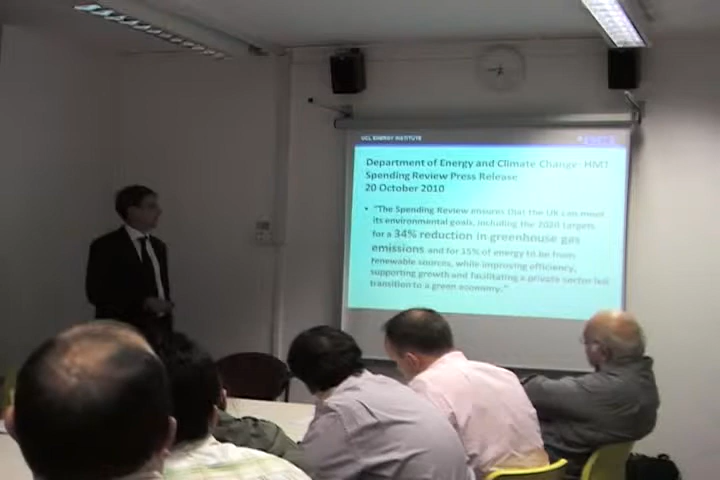 UCL ENERGY INSTITUTE
Department of Energy and Climate Change- HMT
Spending Review Press Release
20 October 2010
• "The Spending Review ensures that the UK can meet
its environmental goals, including the 2020 targets
for a 34% reduction in greenhouse gas
emissions and for 15% of energy to be from
renewable sources, while improving efficiency,
supporting growth and facilitating a private sector led
transition to a green economy."